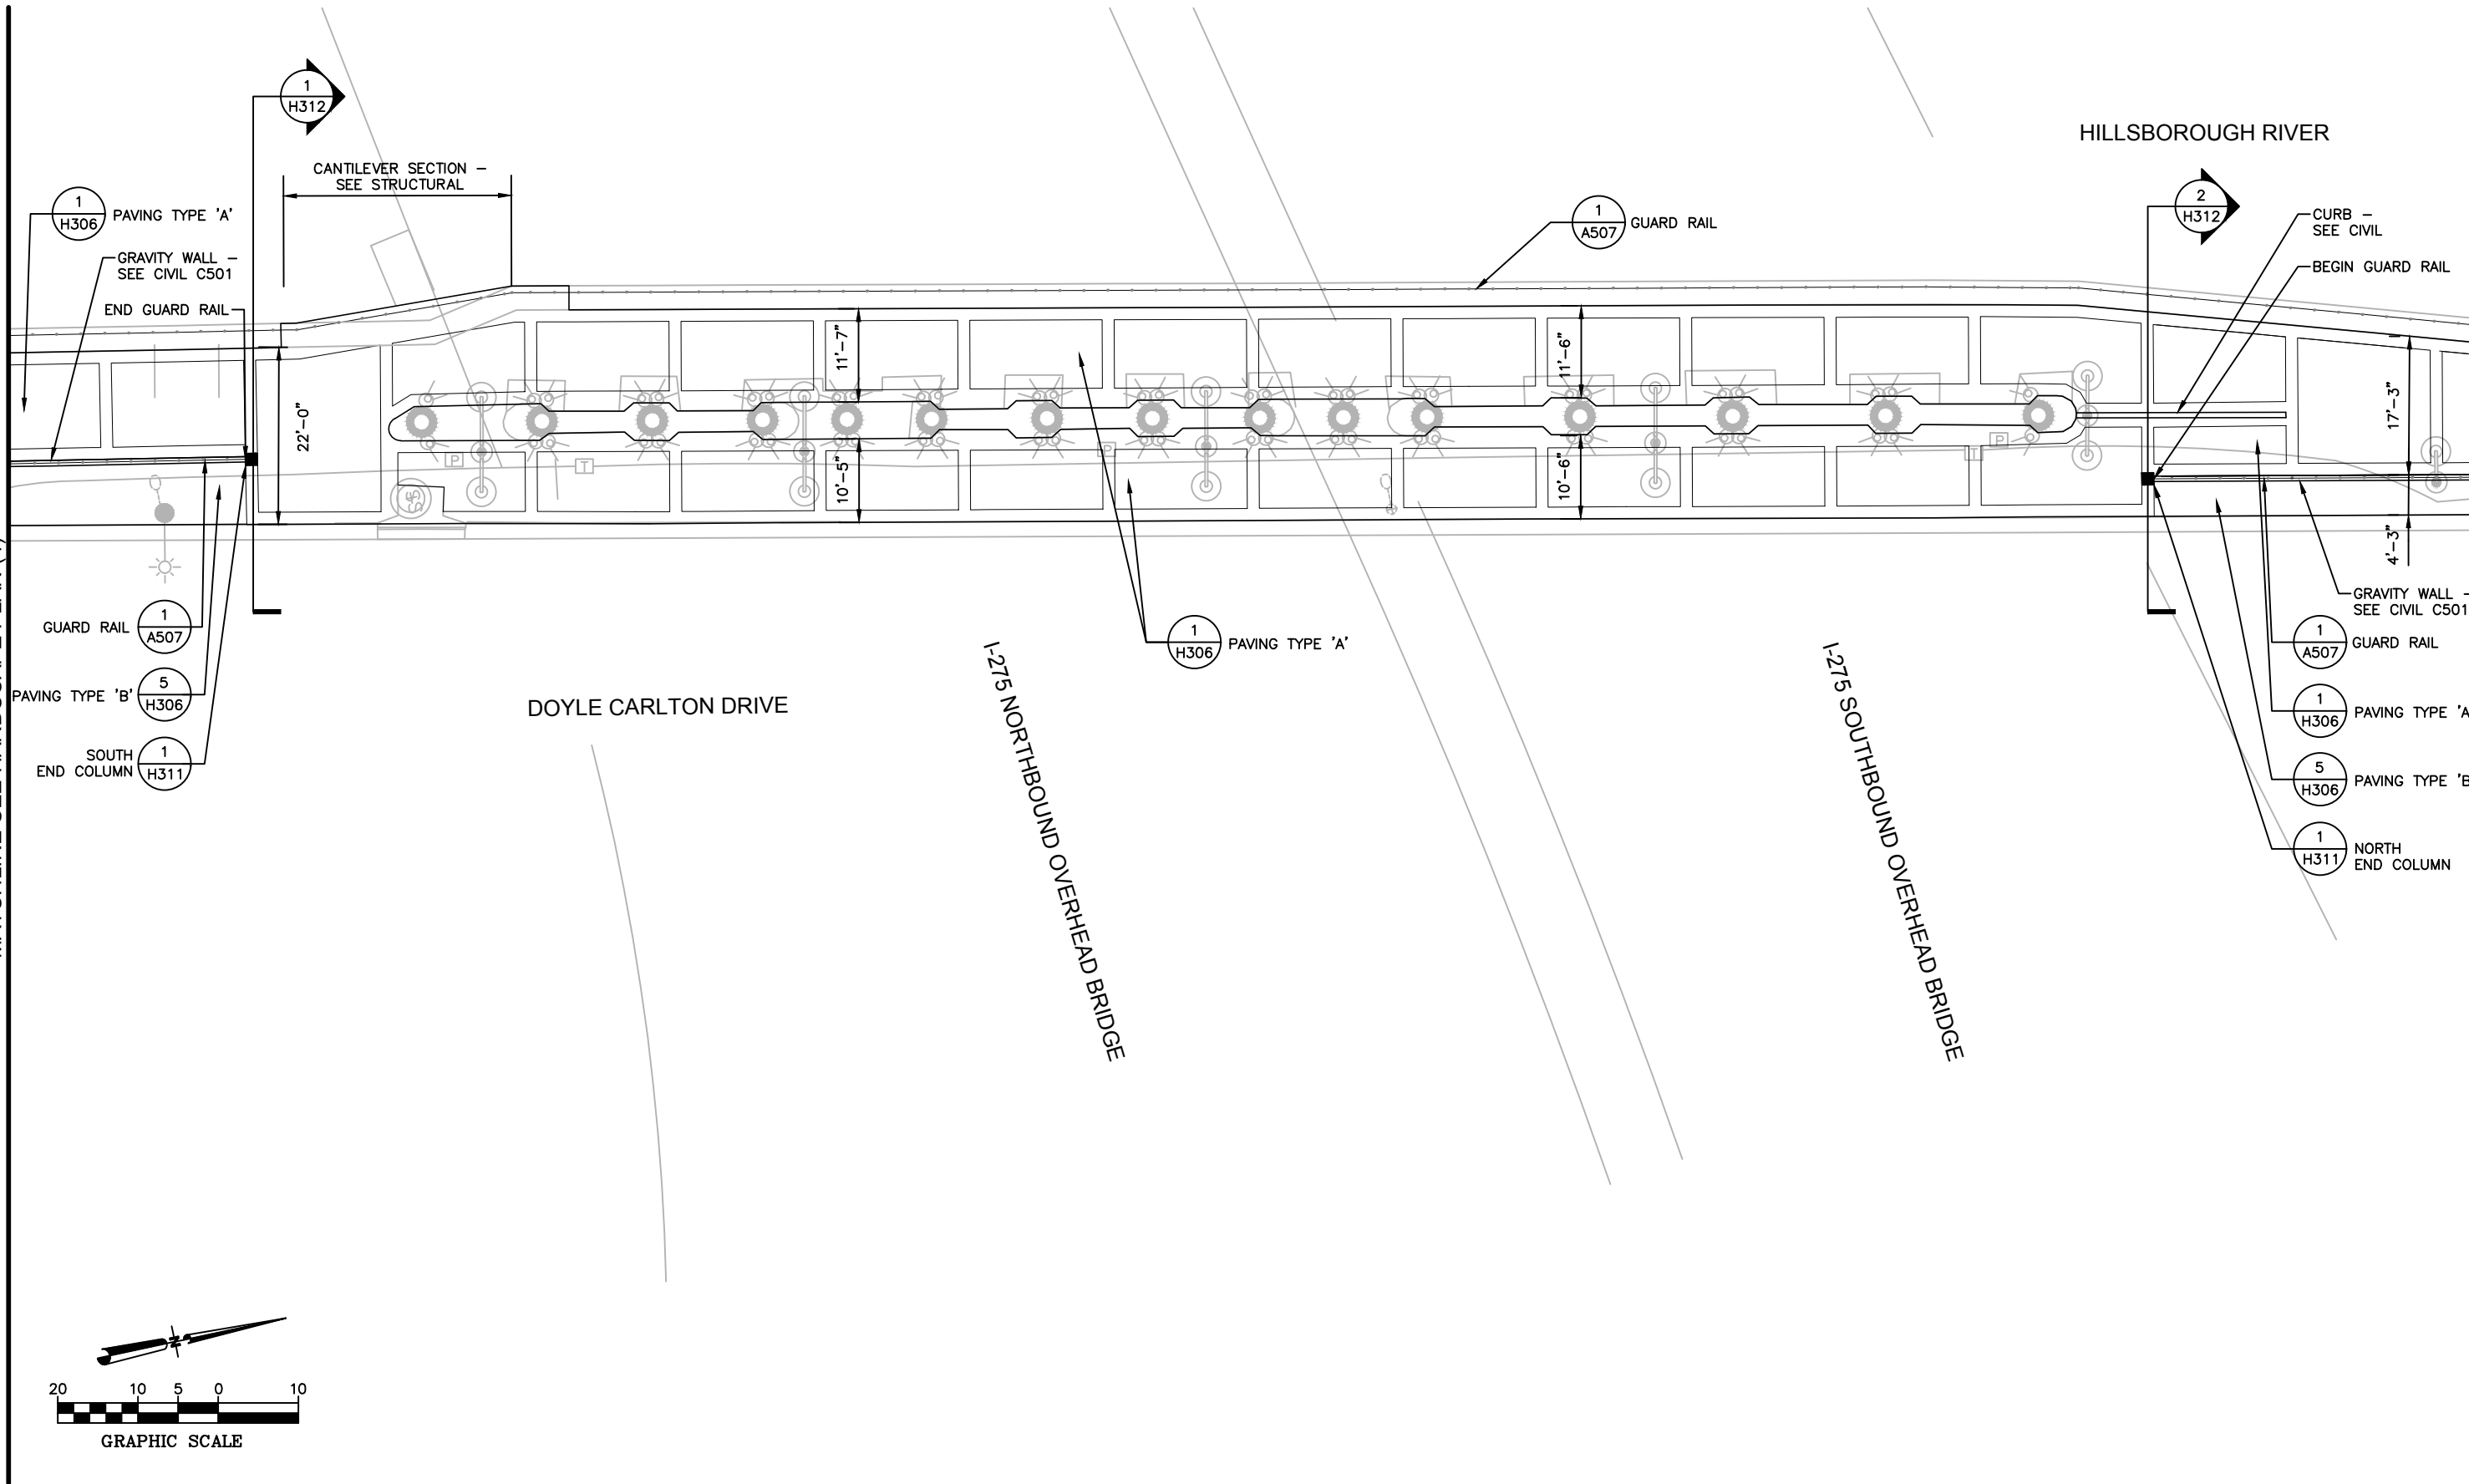 1
H312
HILLSBOROUGH RIVER
CANTILEVER SECTION –
SEE STRUCTURAL
1
H306
PAVING TYPE 'A'
1
A507
GUARD RAIL
2
H312
CURB –
SEE CIVIL
GRAVITY WALL –
SEE CIVIL C501
BEGIN GUARD RAIL
END GUARD RAIL
22'–0"
11'–7"
10'–5"
11'–6"
10'–6"
17'–3"
4'–3"
P
T
P
T
P
GRAVITY WALL –
SEE CIVIL C501
GUARD RAIL
1
A507
1
H306
PAVING TYPE 'A'
1
A507
GUARD RAIL
PAVING TYPE 'B'
5
H306
1
H306
PAVING TYPE 'A
DOYLE CARLTON DRIVE
I-275 NORTHBOUND OVERHEAD BRIDGE
I-275 SOUTHBOUND OVERHEAD BRIDGE
SOUTH
END COLUMN
1
H311
5
H306
PAVING TYPE 'B
1
H311
NORTH
END COLUMN
N
20 10 5 0 10
GRAPHIC SCALE